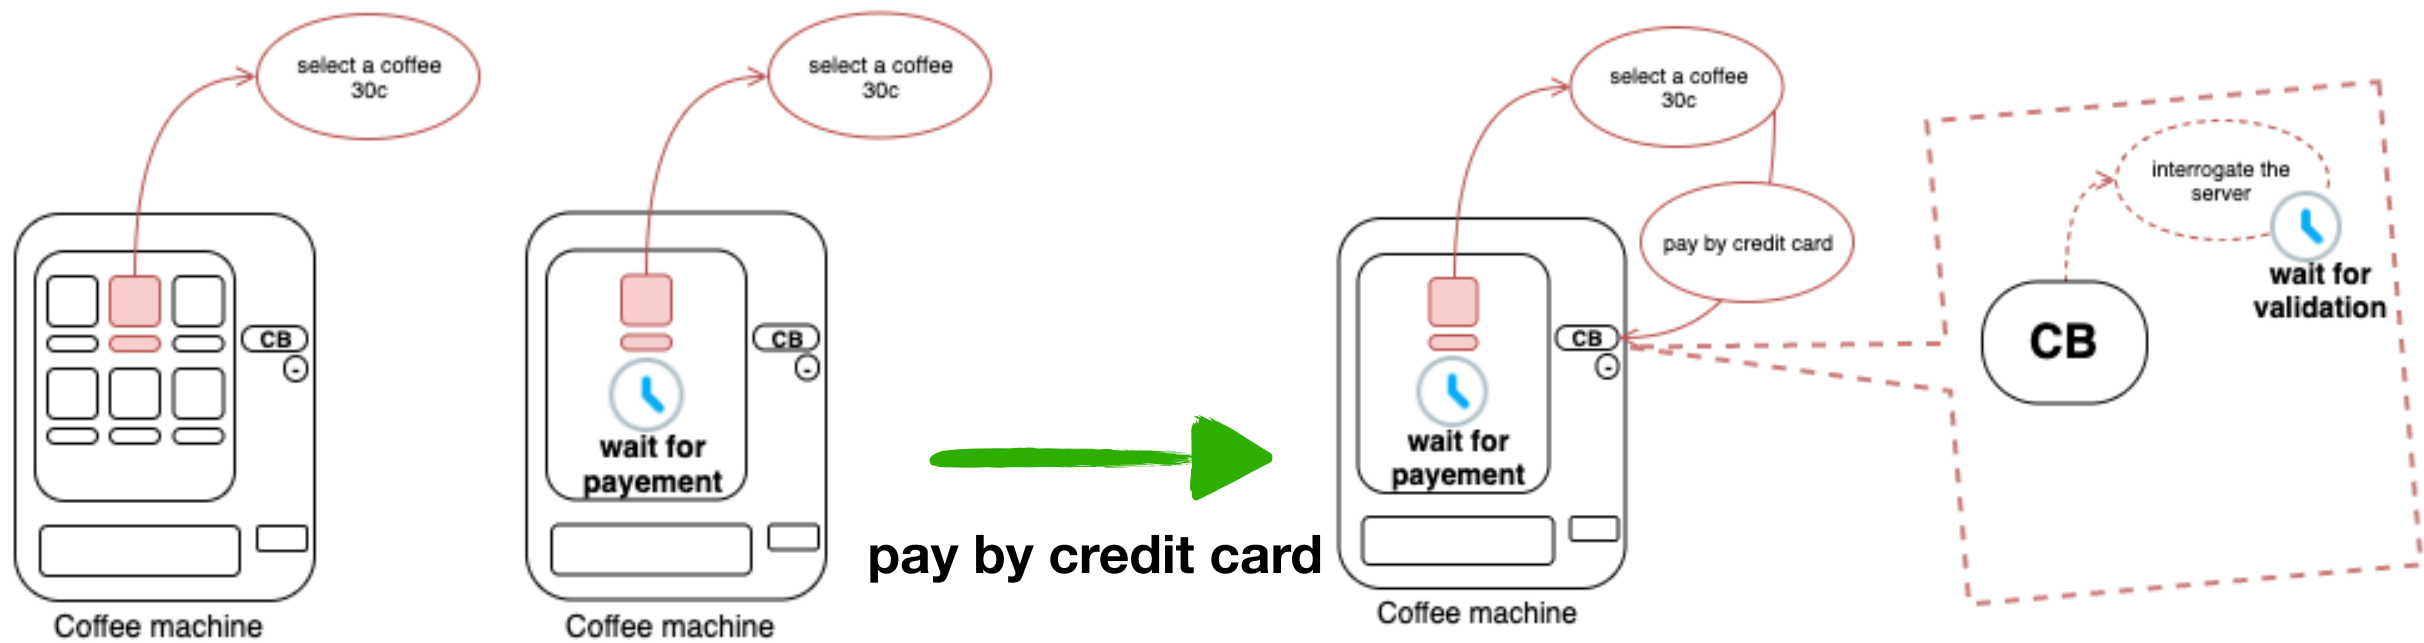 select a coffee
30c
CB
-
Coffee machine
select a coffee
30c
CB
-
wait for
payement
Coffee machine
pay by credit card
select a coffee
30c
pay by credit card
CB
-
wait for
payement
Coffee machine
interrogate the
server
wait for
validation
CB